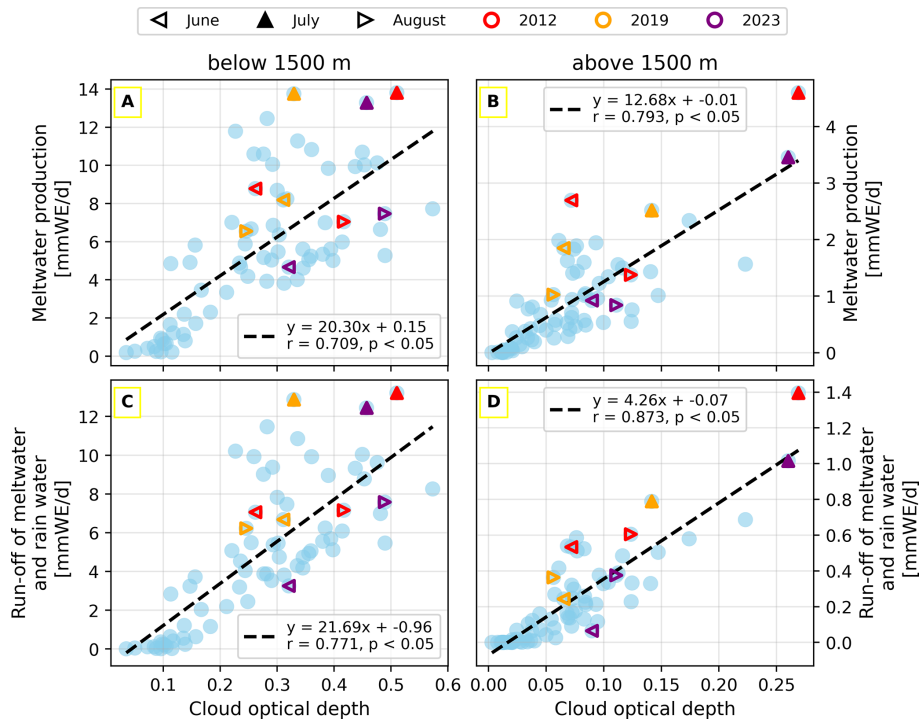 June July August 2012 2019 2023
below 1500 m
above 1500 m
A
14
12
10
8
6
4
2
0
Meltwater production
[mmWE/d]
y = 20.30x + 0.15
r = 0.709, p < 0.05
B
y = 12.68x + -0.01
r = 0.793, p < 0.05
4
3
2
1
0
Meltwater production
[mmWE/d]
C
12
10
8
6
4
2
0
Run-off of meltwater
and rain water
[mmWE/d]
y = 21.69x + -0.96
r = 0.771, p < 0.05
0.1 0.2 0.3 0.4 0.5 0.6
Cloud optical depth
D
y = 4.26x + -0.07
r = 0.873, p < 0.05
1.4
1.2
1.0
0.8
0.6
0.4
0.2
0.0
Run-off of meltwater
and rain water
[mmWE/d]
0.00 0.05 0.10 0.15 0.20 0.25
Cloud optical depth